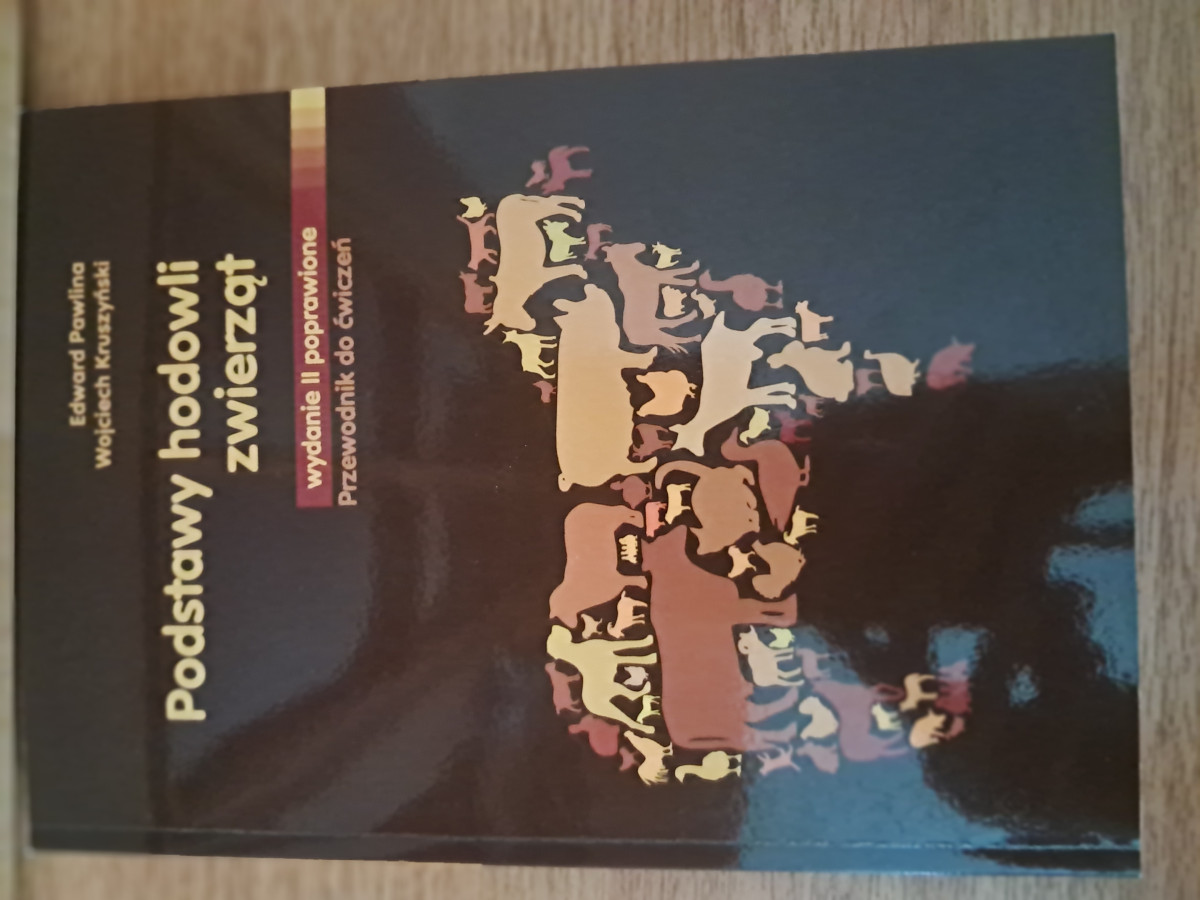 Edward Pawlina
Wojciech Kruszyński
Podstawy hodowli
zwierząt
wydanie II poprawione
Przewodnik do ćwiczeń